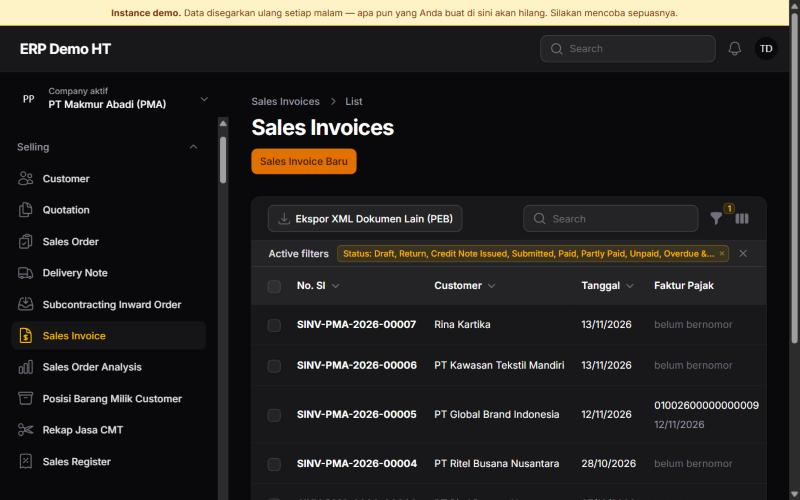 Instance demo. Data disegarkan ulang setiap malam — apa pun yang Anda buat di sini akan hilang. Silakan mencoba sepuasnya.
ERP Demo HT
Search
TD
PP
Company aktif
PT Makmur Abadi (PMA)
Selling
Customer
Quotation
Sales Order
Delivery Note
Subcontracting Inward Order
Sales Invoice
Sales Order Analysis
Posisi Barang Milik Customer
Rekap Jasa CMT
Sales Register
Sales Invoices > List
Sales Invoices
Sales Invoice Baru
Ekspor XML Dokumen Lain (PEB)
Search
1
Active filters
Status: Draft, Return, Credit Note Issued, Submitted, Paid, Partly Paid, Unpaid, Overdue &... ×
No. SI Customer Tanggal Faktur Pajak
SINV-PMA-2026-00007 Rina Kartika 13/11/2026 belum bernomor
SINV-PMA-2026-00006 PT Kawasan Tekstil Mandiri 13/11/2026 belum bernomor
SINV-PMA-2026-00005 PT Global Brand Indonesia 12/11/2026 01002600000000009
12/11/2026
SINV-PMA-2026-00004 PT Ritel Busana Nusantara 28/10/2026 belum bernomor